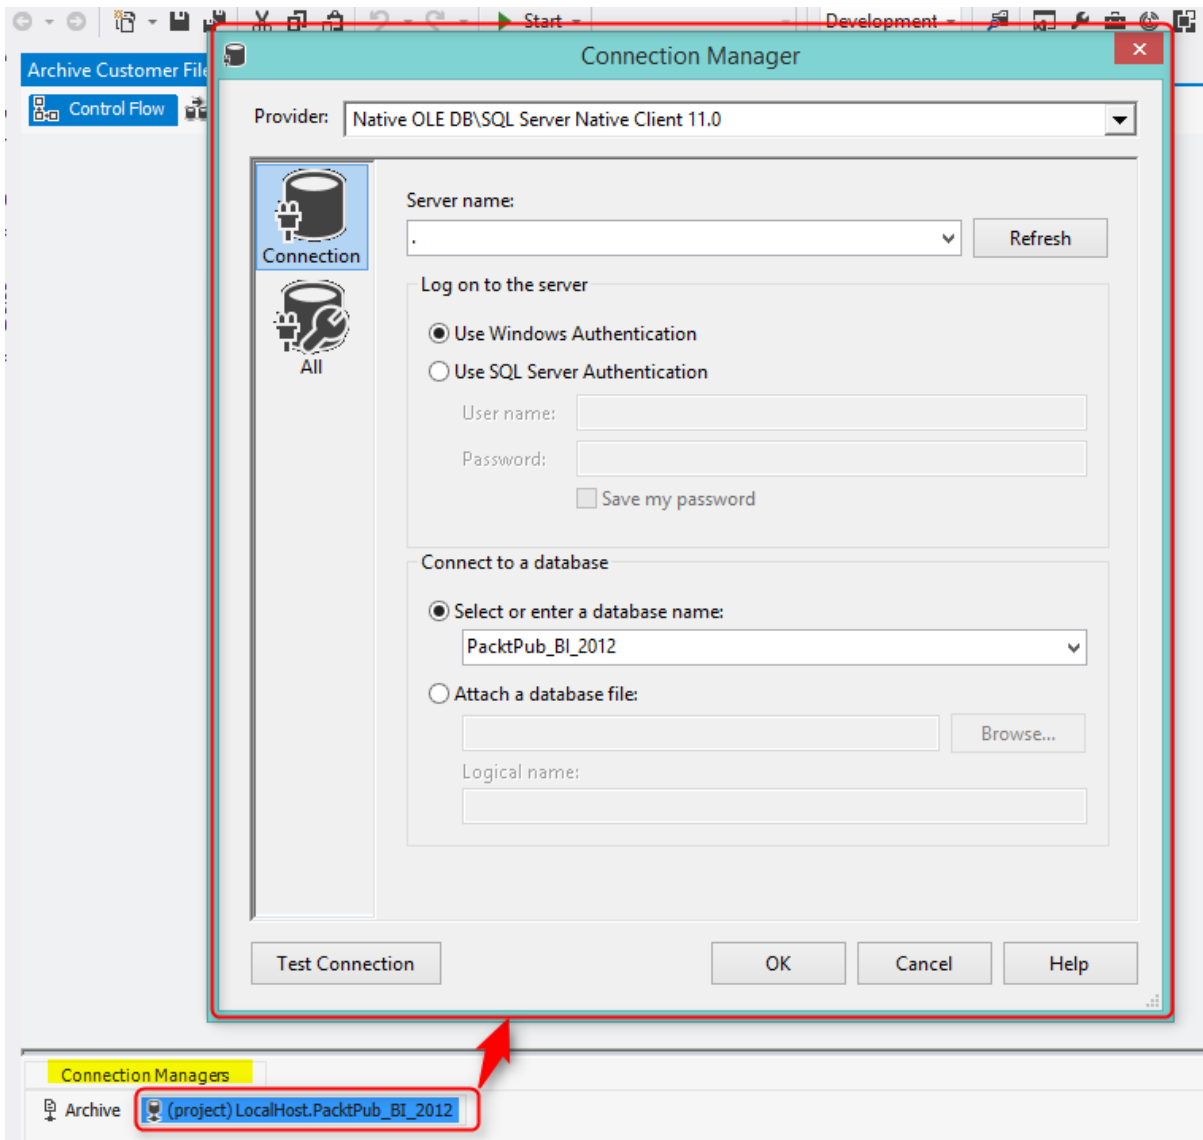 Start
Development
Archive Customer File
Connection Manager
Control Flow
Provider:
Native OLE DB\SQL Server Native Client 11.0
Connection
All
Server name:
.
Refresh
Log on to the server
Use Windows Authentication
Use SQL Server Authentication
User name:
Password:
Save my password
Connect to a database
Select or enter a database name:
PacktPub_BI_2012
Attach a database file:
Browse...
Logical name:
Test Connection
OK
Cancel
Help
Connection Managers
Archive
(project) LocalHost.PacktPub_BI_2012